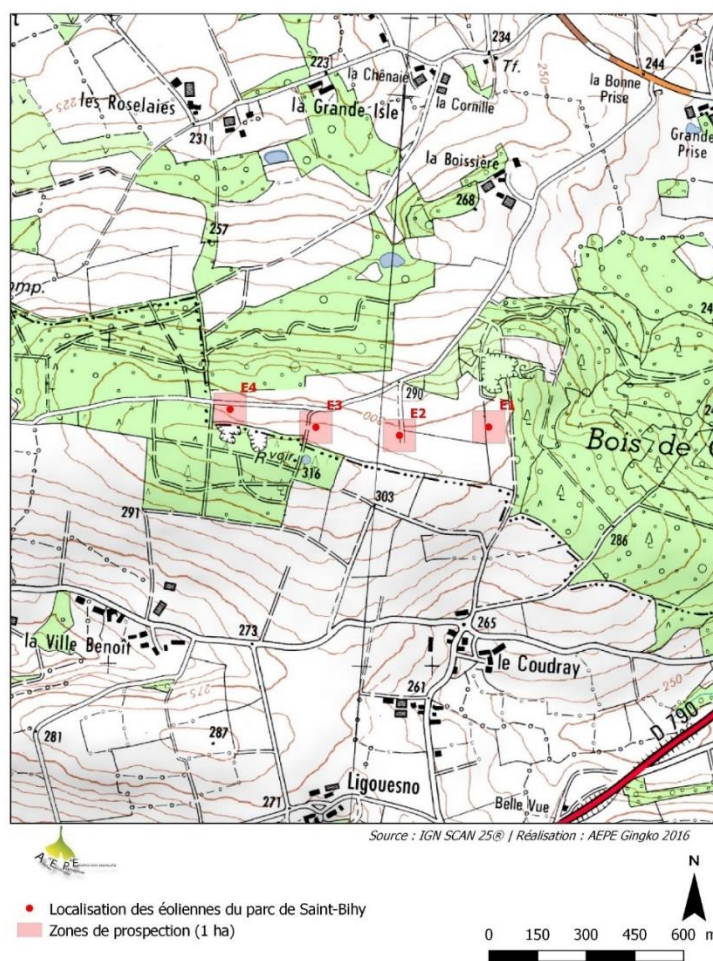 234
Tf.
250
244
la Bonne
Prise
223
la Chênaie
la Grande Isle
la Cornille
les Roselaies
231
Grande
Prise
la Boissière
268
225
257
omp.
24
E4
E3
E2
E1
290
300
Bois de
R voir
316
303
291
286
265
la Ville Benoit
273
le Coudray
275
261
250
D 790
281
287
271
Ligouesno
Belle Vue
Source : IGN SCAN 25® | Réalisation : AEPE Gingko 2016
A E P E
N
Localisation des éoliennes du parc de Saint-Bihy
Zones de prospection (1 ha)
0 150 300 450 600 m